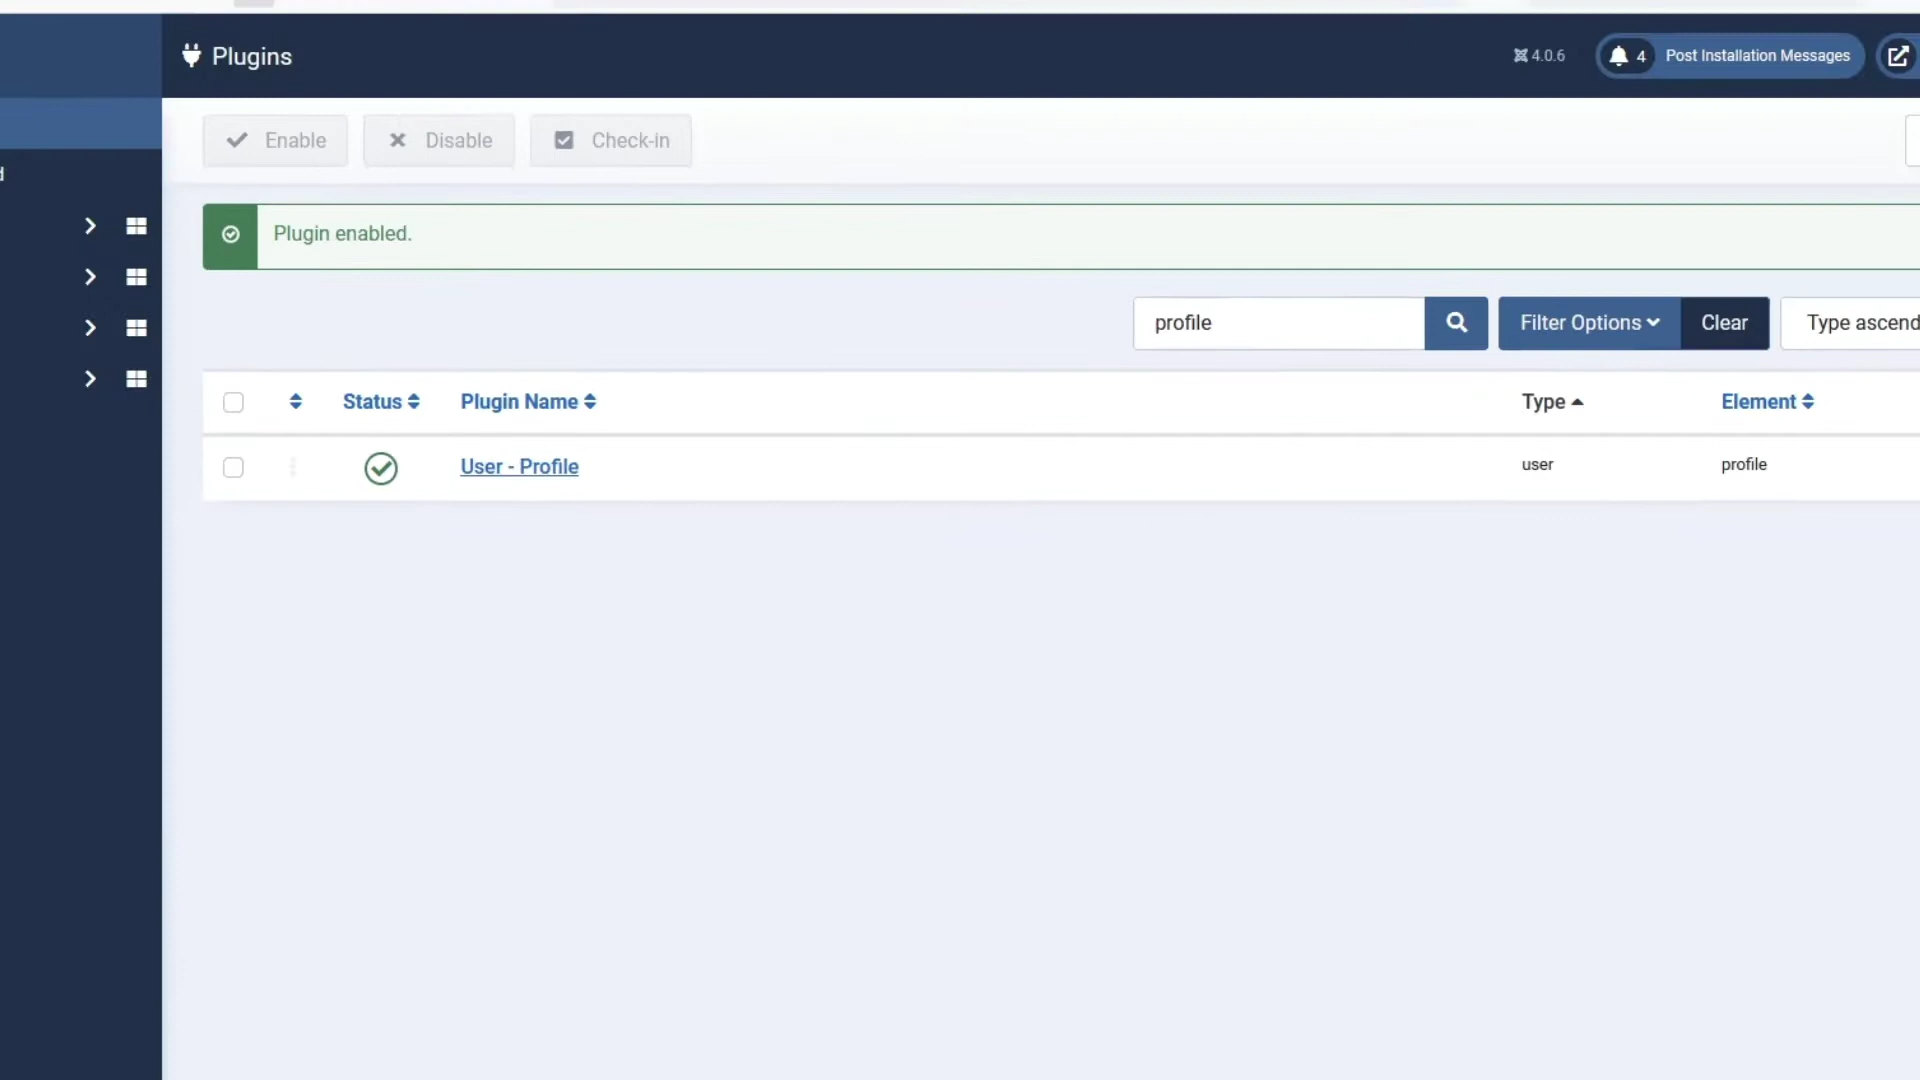 Plugins
4.0.6
4
Post Installation Messages
Enable
Disable
Check-in
d
Plugin enabled.
profile
Filter Options
Clear
Type ascend
Status
Plugin Name
Type
Element
User - Profile
user
profile